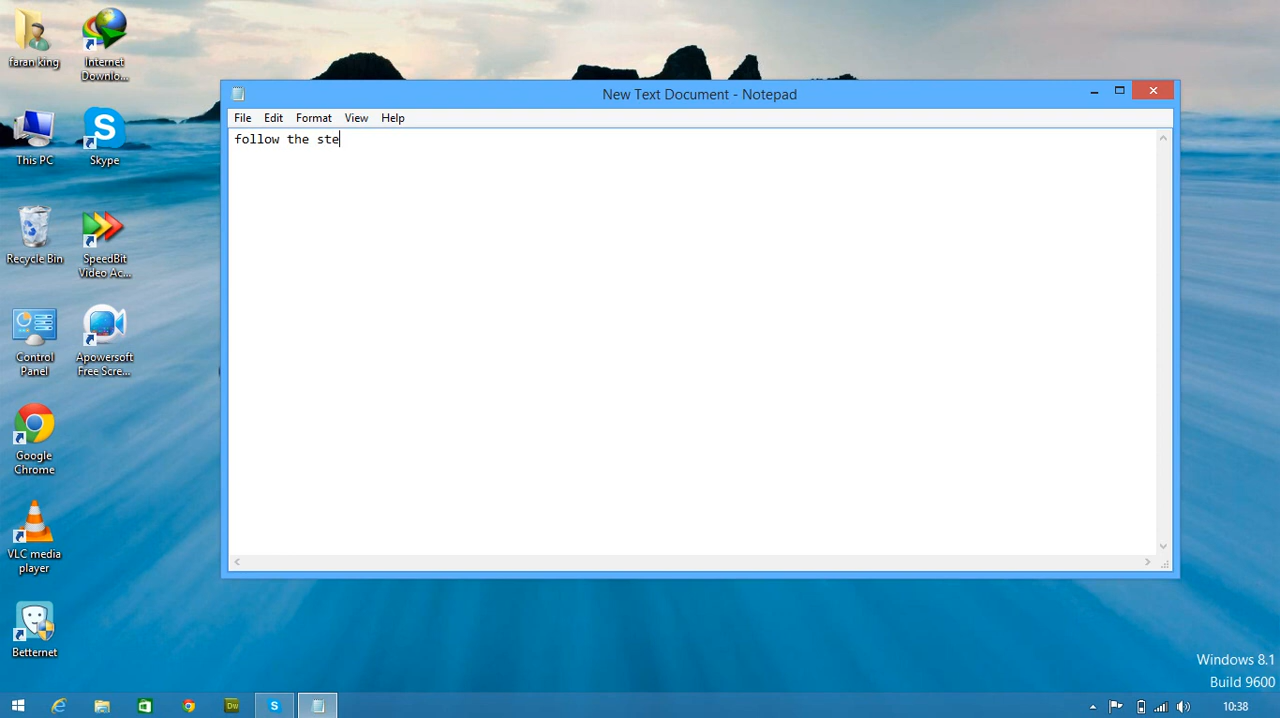 faran king
Internet
Downlo...
This PC
Skype
Recycle Bin
SpeedBit
Video Ac...
Control
Panel
Apowersoft
Free Scre...
Google
Chrome
VLC media
player
Betternet
New Text Document - Notepad
File Edit Format View Help
follow the ste
Windows 8.1
Build 9600
Dw
10:38